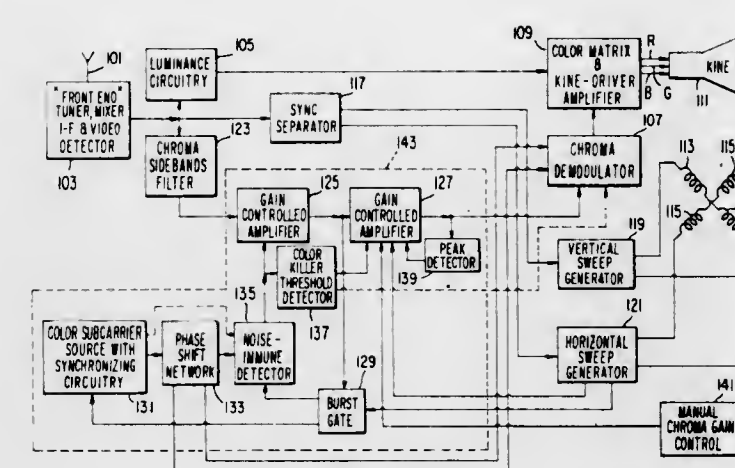 101
"FRONT END"
TUNER, MIXER
I-F & VIDEO
DETECTOR
103
105
LUMINANCE
CIRCUITRY
117
SYNC
SEPARATOR
109
COLOR MATRIX
&
KINE-DRIVER
AMPLIFIER
R
B
G
KINE
111
123
CHROMA
SIDEBANDS
FILTER
143
107
CHROMA
DEMODULATOR
113
115
115
125
GAIN
CONTROLLED
AMPLIFIER
127
GAIN
CONTROLLED
AMPLIFIER
PEAK
DETECTOR
139
119
VERTICAL
SWEEP
GENERATOR
COLOR
KILLER
THRESHOLD
DETECTOR
137
135
NOISE-
IMMUNE
DETECTOR
COLOR SUBCARRIER
SOURCE WITH
SYNCHRONIZING
CIRCUITRY
131
PHASE
SHIFT
NETWORK
133
129
BURST
GATE
121
HORIZONTAL
SWEEP
GENERATOR
141
MANUAL
CHROMA GAIN
CONTROL